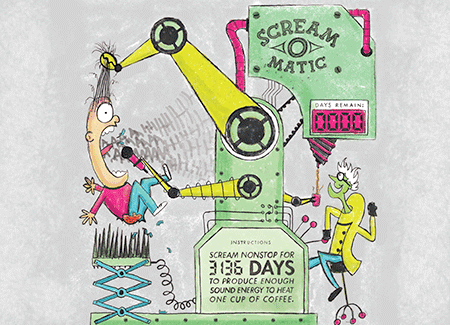 SCREAM
O
MATIC
DAYS REMAIN:
0000
INSTRUCTIONS
SCREAM NONSTOP FOR
3136 DAYS
TO PRODUCE ENOUGH
SOUND ENERGY TO HEAT
ONE CUP OF COFFEE.